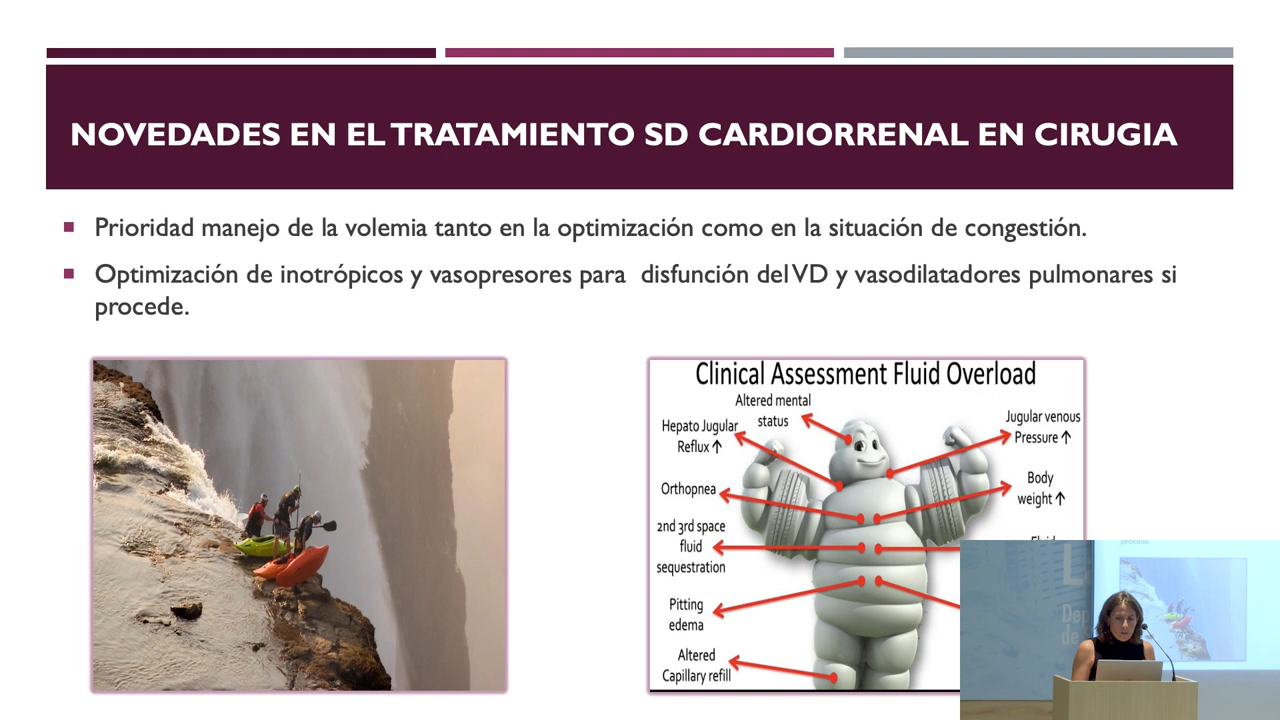 NOVEDADES EN EL TRATAMIENTO SD CARDIORRENAL EN CIRUGIA
Prioridad manejo de la volemia tanto en la optimización como en la situación de congestión.
Optimización de inotrópicos y vasopresores para disfunción del VD y vasodilatadores pulmonares si
procede.
Clinical Assessment Fluid Overload
Altered mental
status
Hepato Jugular
Reflux ↑
Jugular venous
Pressure ↑
Orthopnea
Body
weight ↑
2nd 3rd space
fluid
sequestration
Pitting
edema
Altered
Capillary refill
procede.